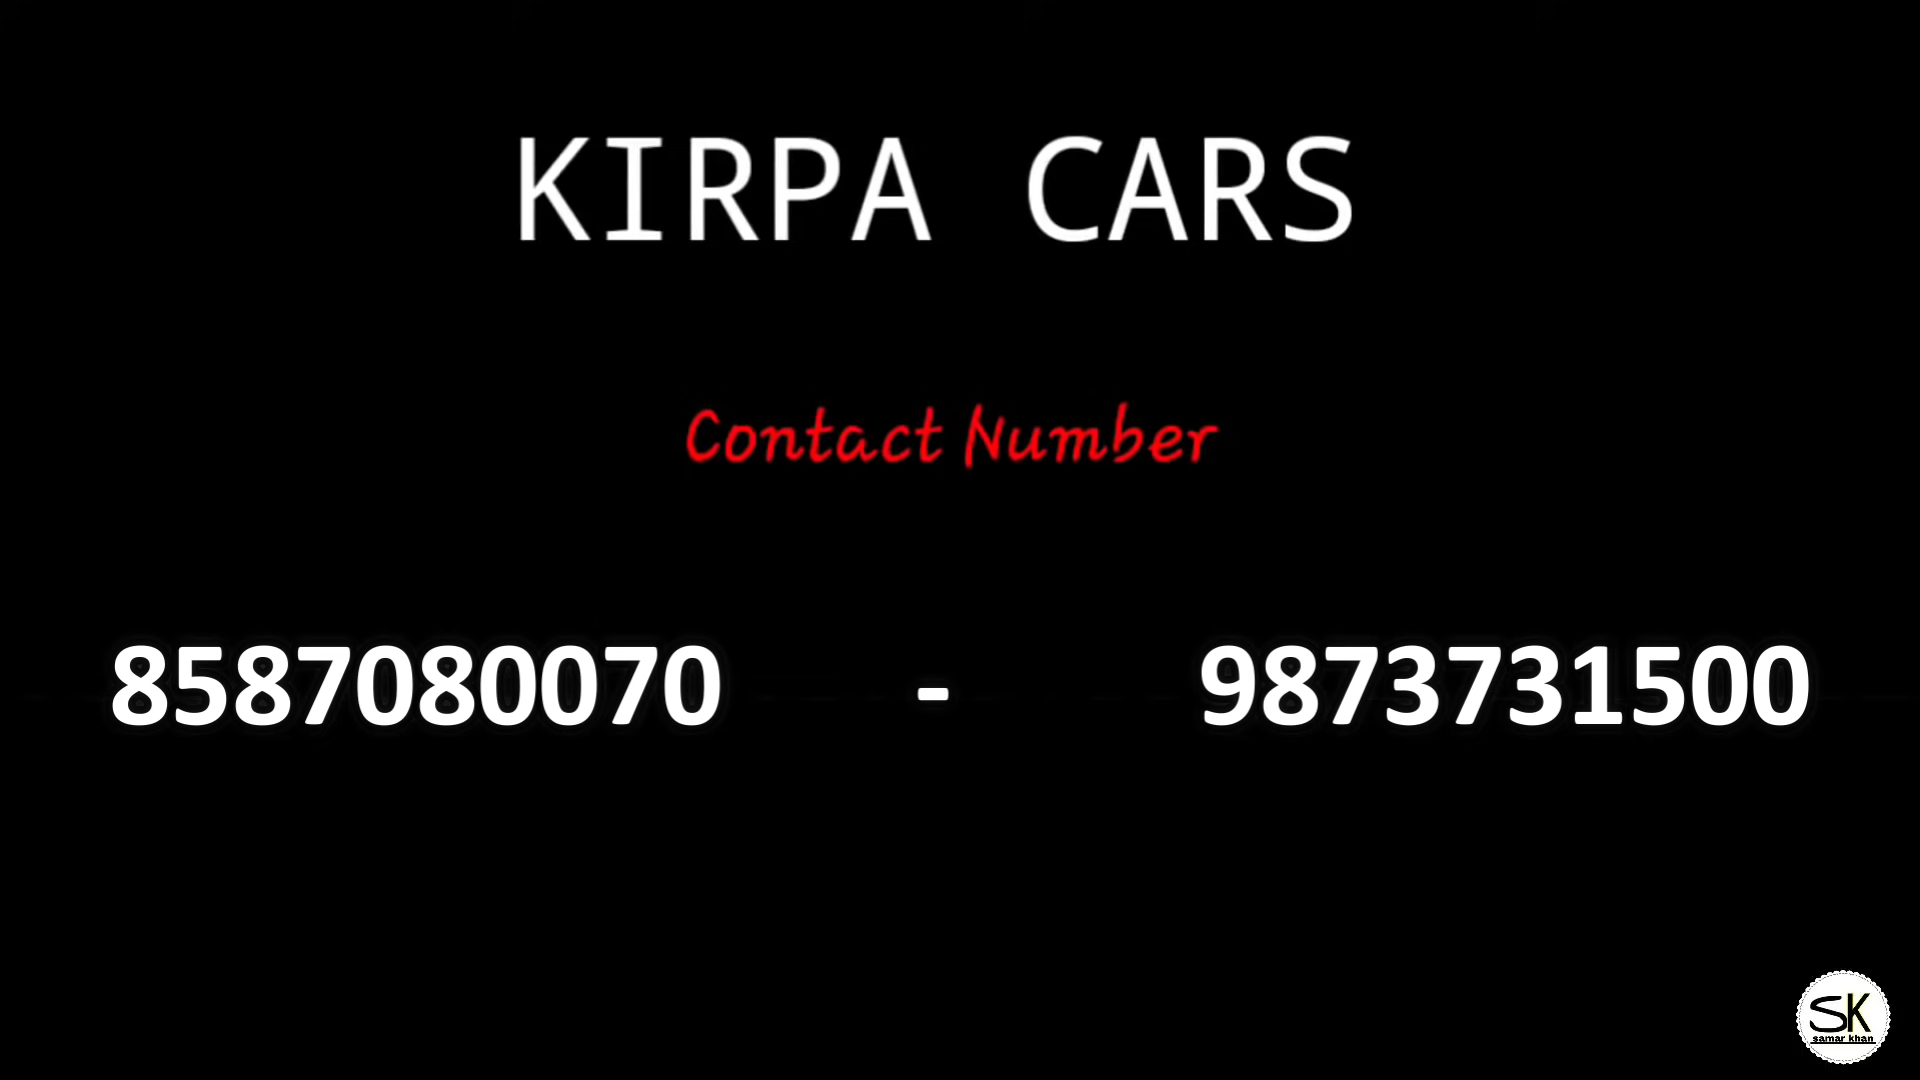 KIRPA CARS
Contact Number
8587080070 - 9873731500
SK
samar khan